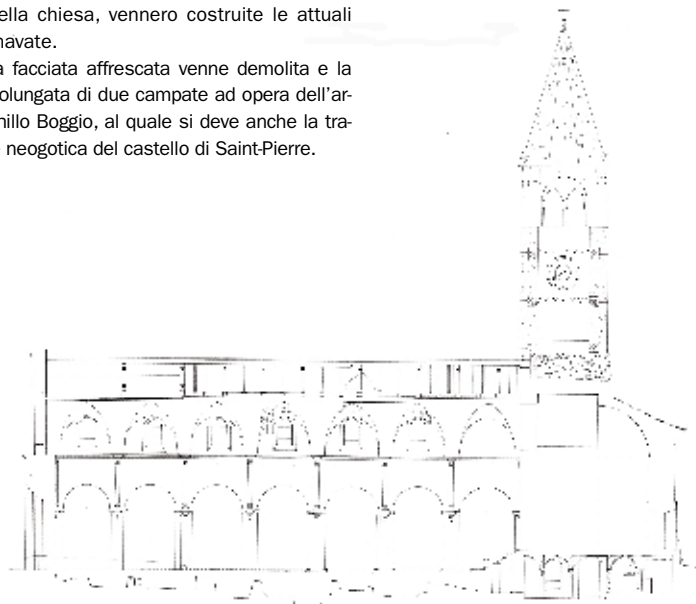 ella chiesa, vennero costruite le attuali
navate.
a facciata affrescata venne demolita e la
olungata di due campate ad opera dell'ar-
nillo Boggio, al quale si deve anche la tra-
neogotica del castello di Saint-Pierre.